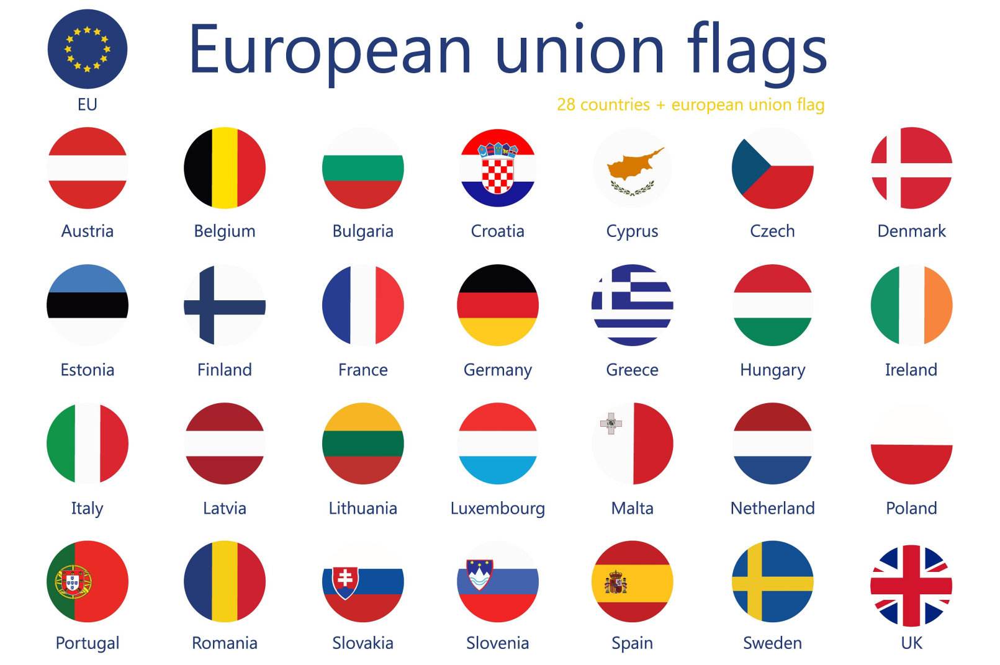 European union flags
EU
28 countries + european union flag
Austria
Belgium
Bulgaria
Croatia
Cyprus
Czech
Denmark
Estonia
Finland
France
Germany
Greece
Hungary
Ireland
Italy
Latvia
Lithuania
Luxembourg
Malta
Netherland
Poland
Portugal
Romania
Slovakia
Slovenia
Spain
Sweden
UK